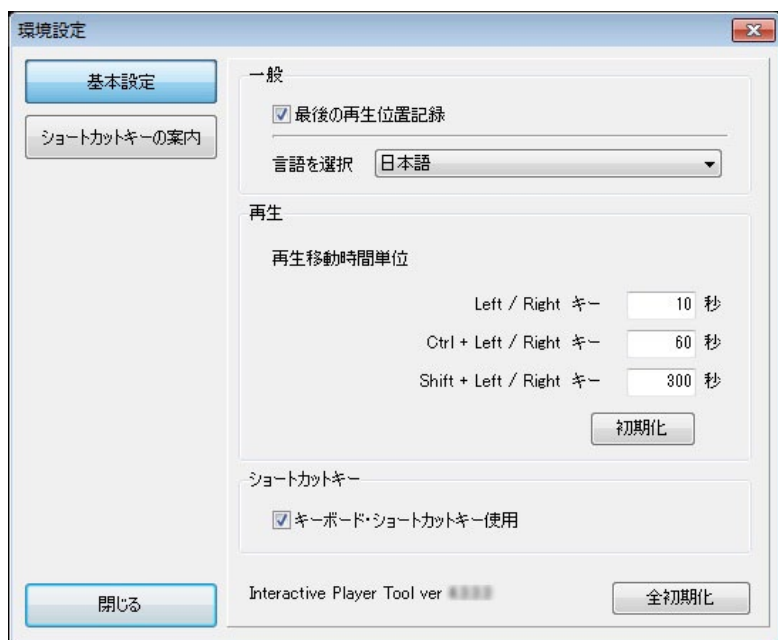 環境設定
基本設定
ショートカットキーの案内
一般
最後の再生位置記録
言語を選択 日本語
再生
再生移動時間単位
Left / Right キー 10 秒
Ctrl + Left / Right キー 60 秒
Shift + Left / Right キー 300 秒
初期化
ショートカットキー
キーボード・ショートカットキー使用
閉じる
Interactive Player Tool ver
全初期化